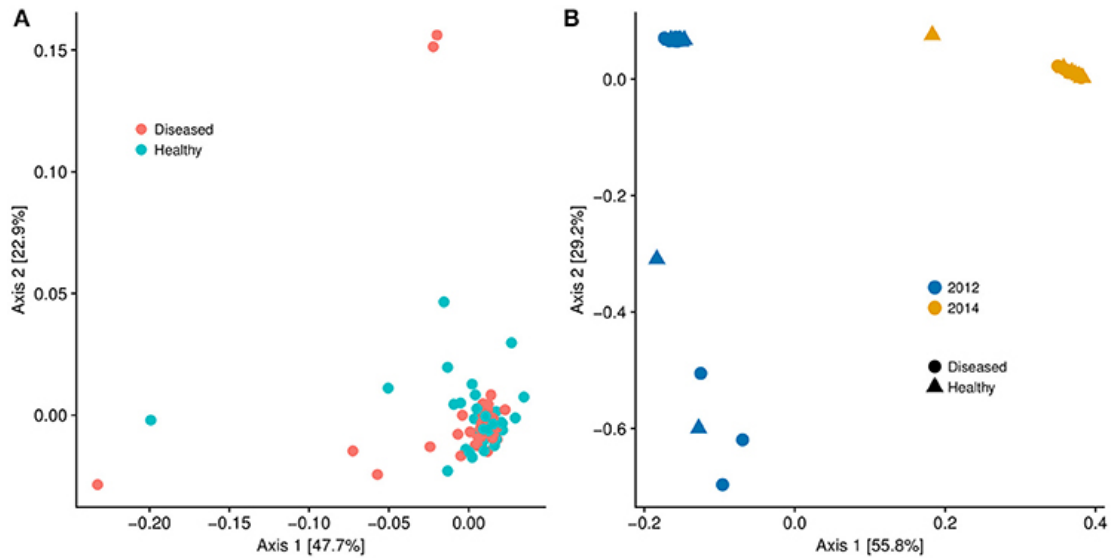 A
0.15
0.10
0.05
0.00
Axis 2 [22.9%]
Diseased
Healthy
−0.20
−0.15
−0.10
−0.05
0.00
Axis 1 [47.7%]
B
0.0
−0.2
−0.4
−0.6
Axis 2 [29.2%]
2012
2014
Diseased
Healthy
−0.2
0.0
0.2
0.4
Axis 1 [55.8%]